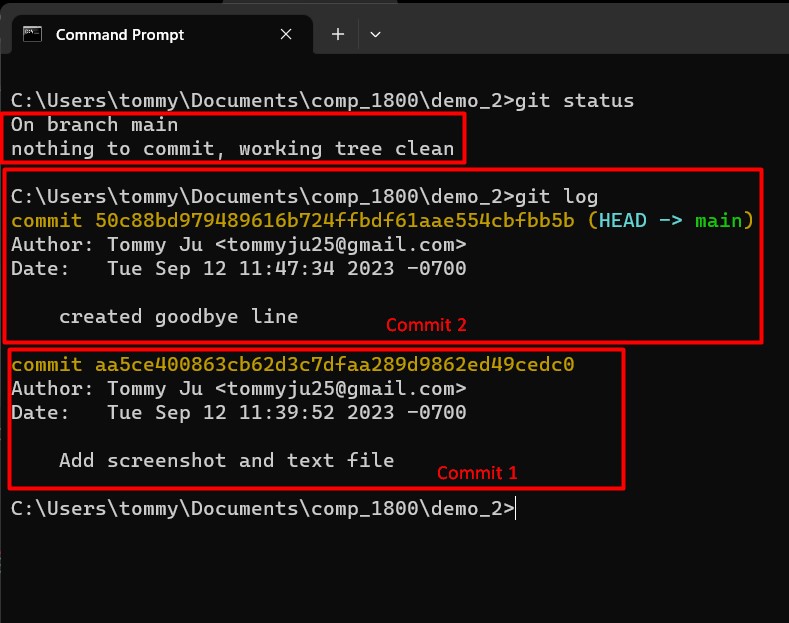 Command Prompt
C:\Users\tommy\Documents\comp_1800\demo_2>git status
On branch main
nothing to commit, working tree clean
C:\Users\tommy\Documents\comp_1800\demo_2>git log
commit 50c88bd979489616b724ffbdf61aae554cbfbb5b (HEAD -> main)
Author: Tommy Ju <tommyju25@gmail.com>
Date:   Tue Sep 12 11:47:34 2023 -0700
created goodbye line
Commit 2
commit aa5ce400863cb62d3c7dfaa289d9862ed49cedc0
Author: Tommy Ju <tommyju25@gmail.com>
Date:   Tue Sep 12 11:39:52 2023 -0700
Add screenshot and text file
Commit 1
C:\Users\tommy\Documents\comp_1800\demo_2>